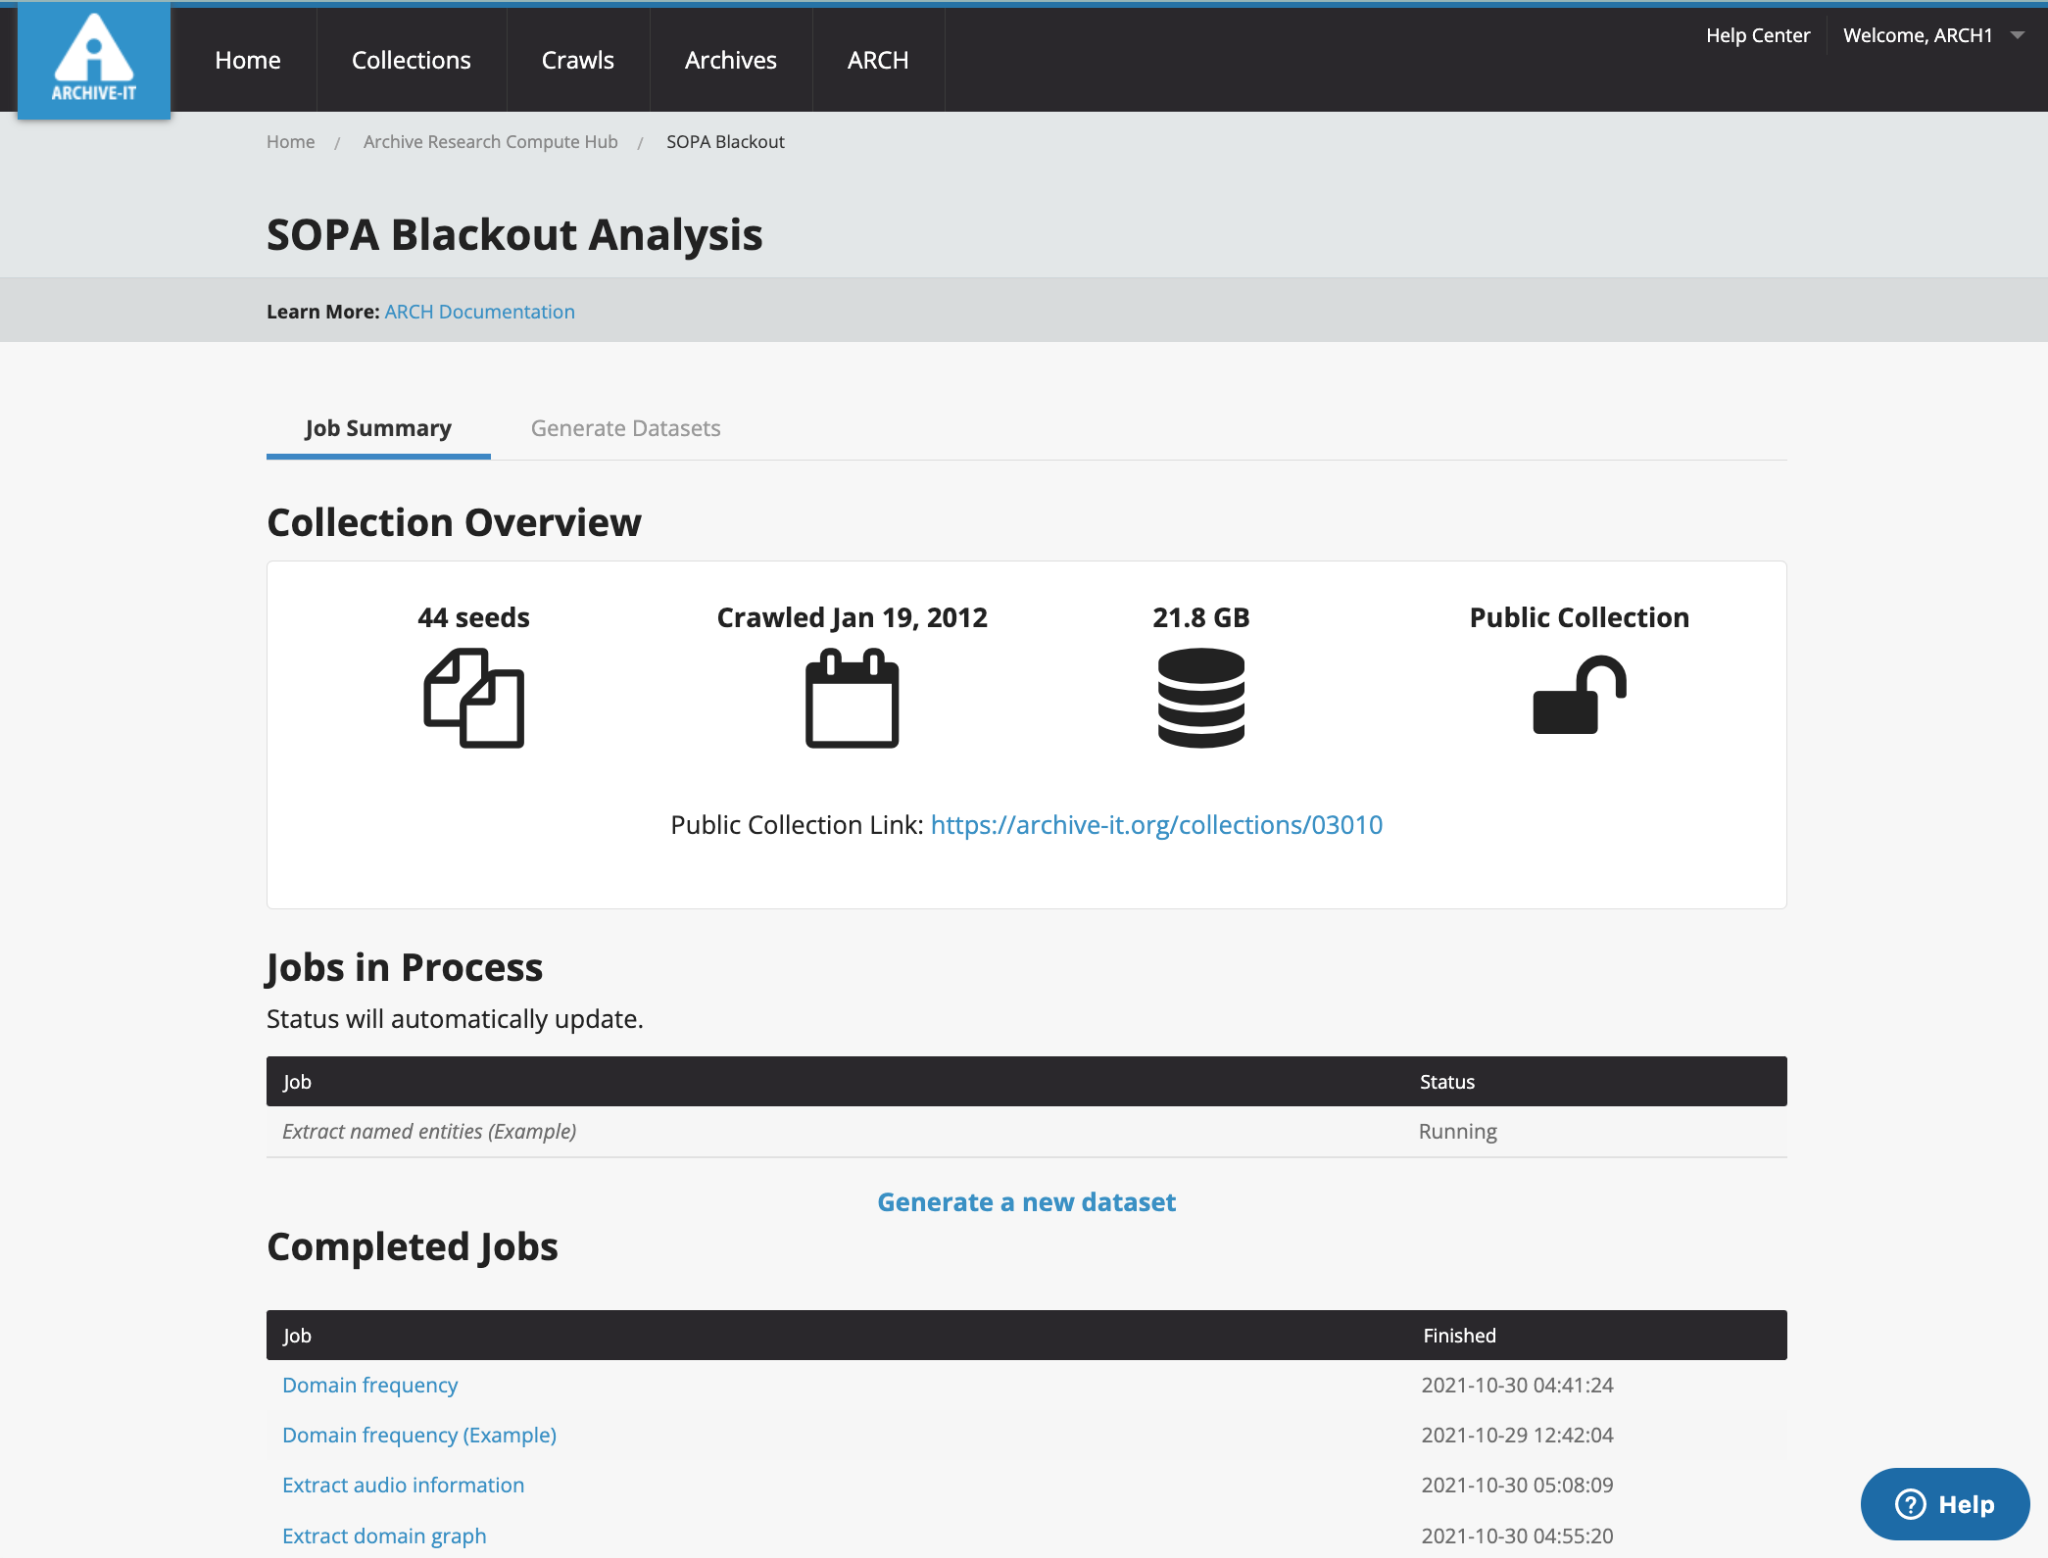 ARCHIVE-IT
Home
Collections
Crawls
Archives
ARCH
Help Center
Welcome, ARCH1
Home / Archive Research Compute Hub / SOPA Blackout
SOPA Blackout Analysis
Learn More: ARCH Documentation
Job Summary
Generate Datasets
Collection Overview
44 seeds
Crawled Jan 19, 2012
21.8 GB
Public Collection
Public Collection Link: https://archive-it.org/collections/03010
Jobs in Process
Status will automatically update.
Job Status
Extract named entities (Example) Running
Generate a new dataset
Completed Jobs
Job Finished
Domain frequency 2021-10-30 04:41:24
Domain frequency (Example) 2021-10-29 12:42:04
Extract audio information 2021-10-30 05:08:09
Extract domain graph 2021-10-30 04:55:20
? Help